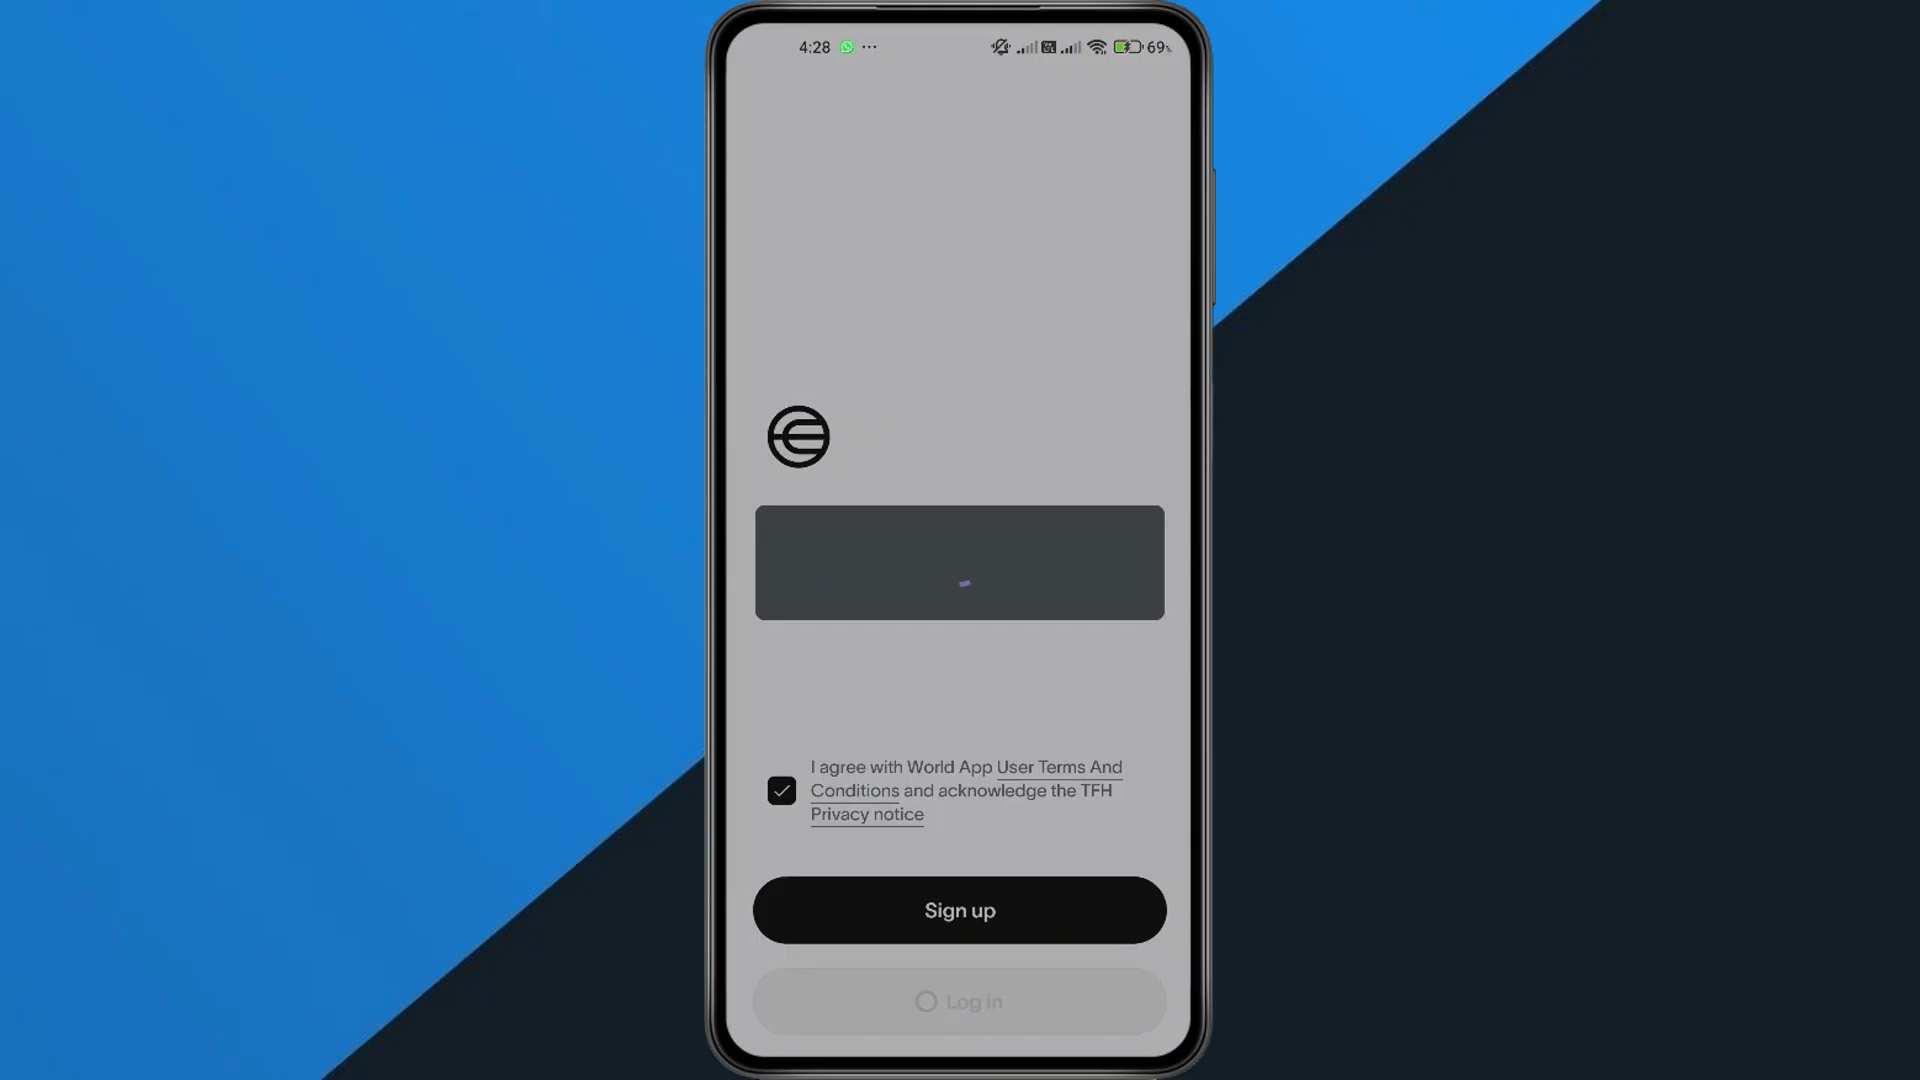 4:28 ··· 69
I agree with World App User Terms And
Conditions and acknowledge the TFH
Privacy notice
Sign up
Log in